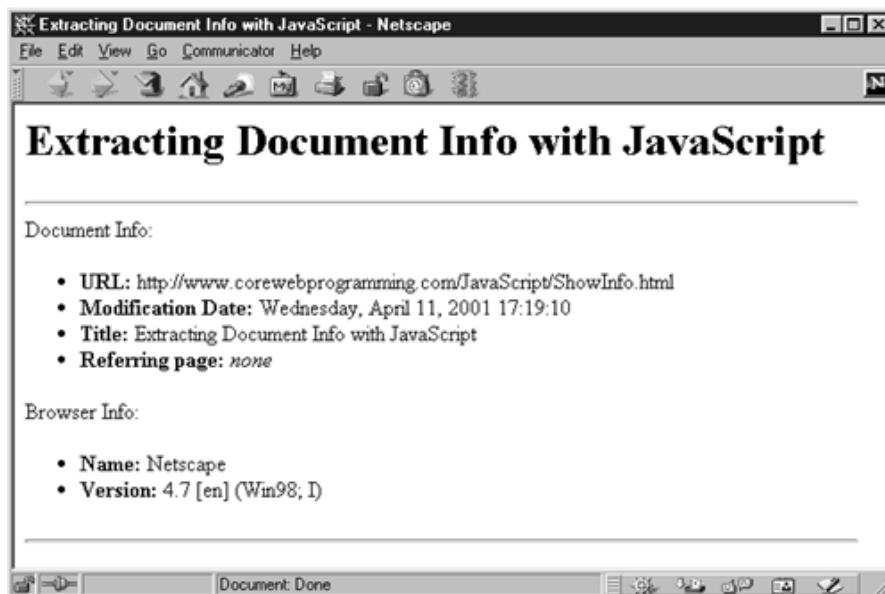 Extracting Document Info with JavaScript - Netscape
File Edit View Go Communicator Help
My
N
Extracting Document Info with JavaScript
Document Info:
• URL: http://www.corewebprogramming.com/JavaScript/ShowInfo.html
• Modification Date: Wednesday, April 11, 2001 17:19:10
• Title: Extracting Document Info with JavaScript
• Referring page: none
Browser Info:
• Name: Netscape
• Version: 4.7 [en] (Win98; I)
Document: Done